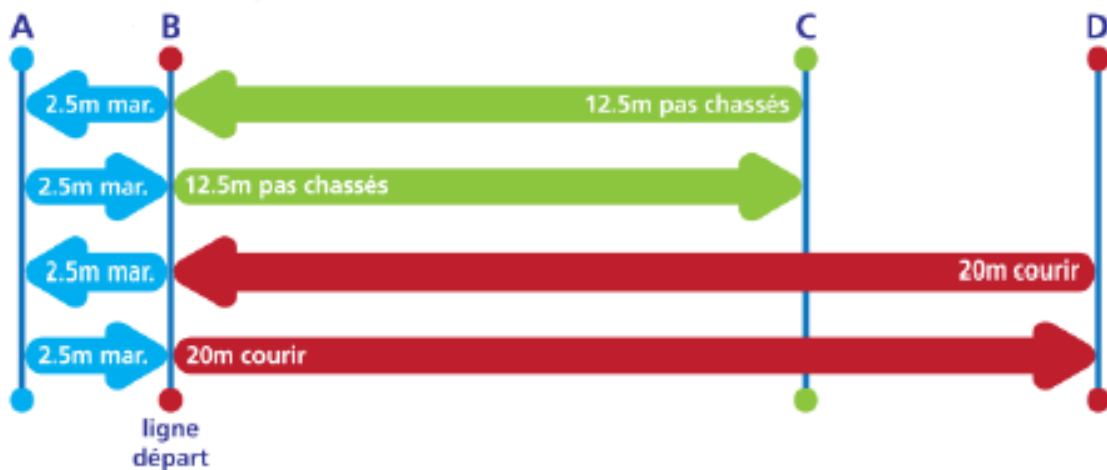 A B C D
2.5m mar. 12.5m pas chassés
2.5m mar. 12.5m pas chassés
2.5m mar. 20m courir
2.5m mar. 20m courir
ligne
départ